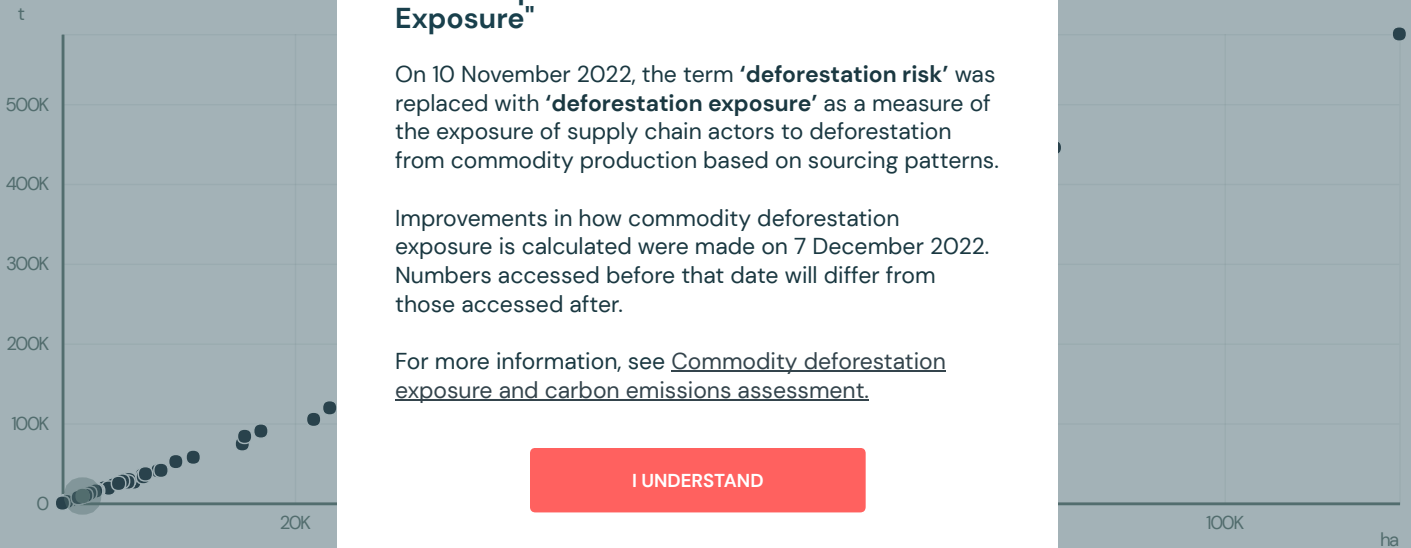 t
500K
400K
300K
200K
100K
0
20K
100K
ha
Exposure"
On 10 November 2022, the term ‘deforestation risk’ was
replaced with ‘deforestation exposure’ as a measure of
the exposure of supply chain actors to deforestation
from commodity production based on sourcing patterns.
Improvements in how commodity deforestation
exposure is calculated were made on 7 December 2022.
Numbers accessed before that date will differ from
those accessed after.
For more information, see Commodity deforestation
exposure and carbon emissions assessment.
I UNDERSTAND